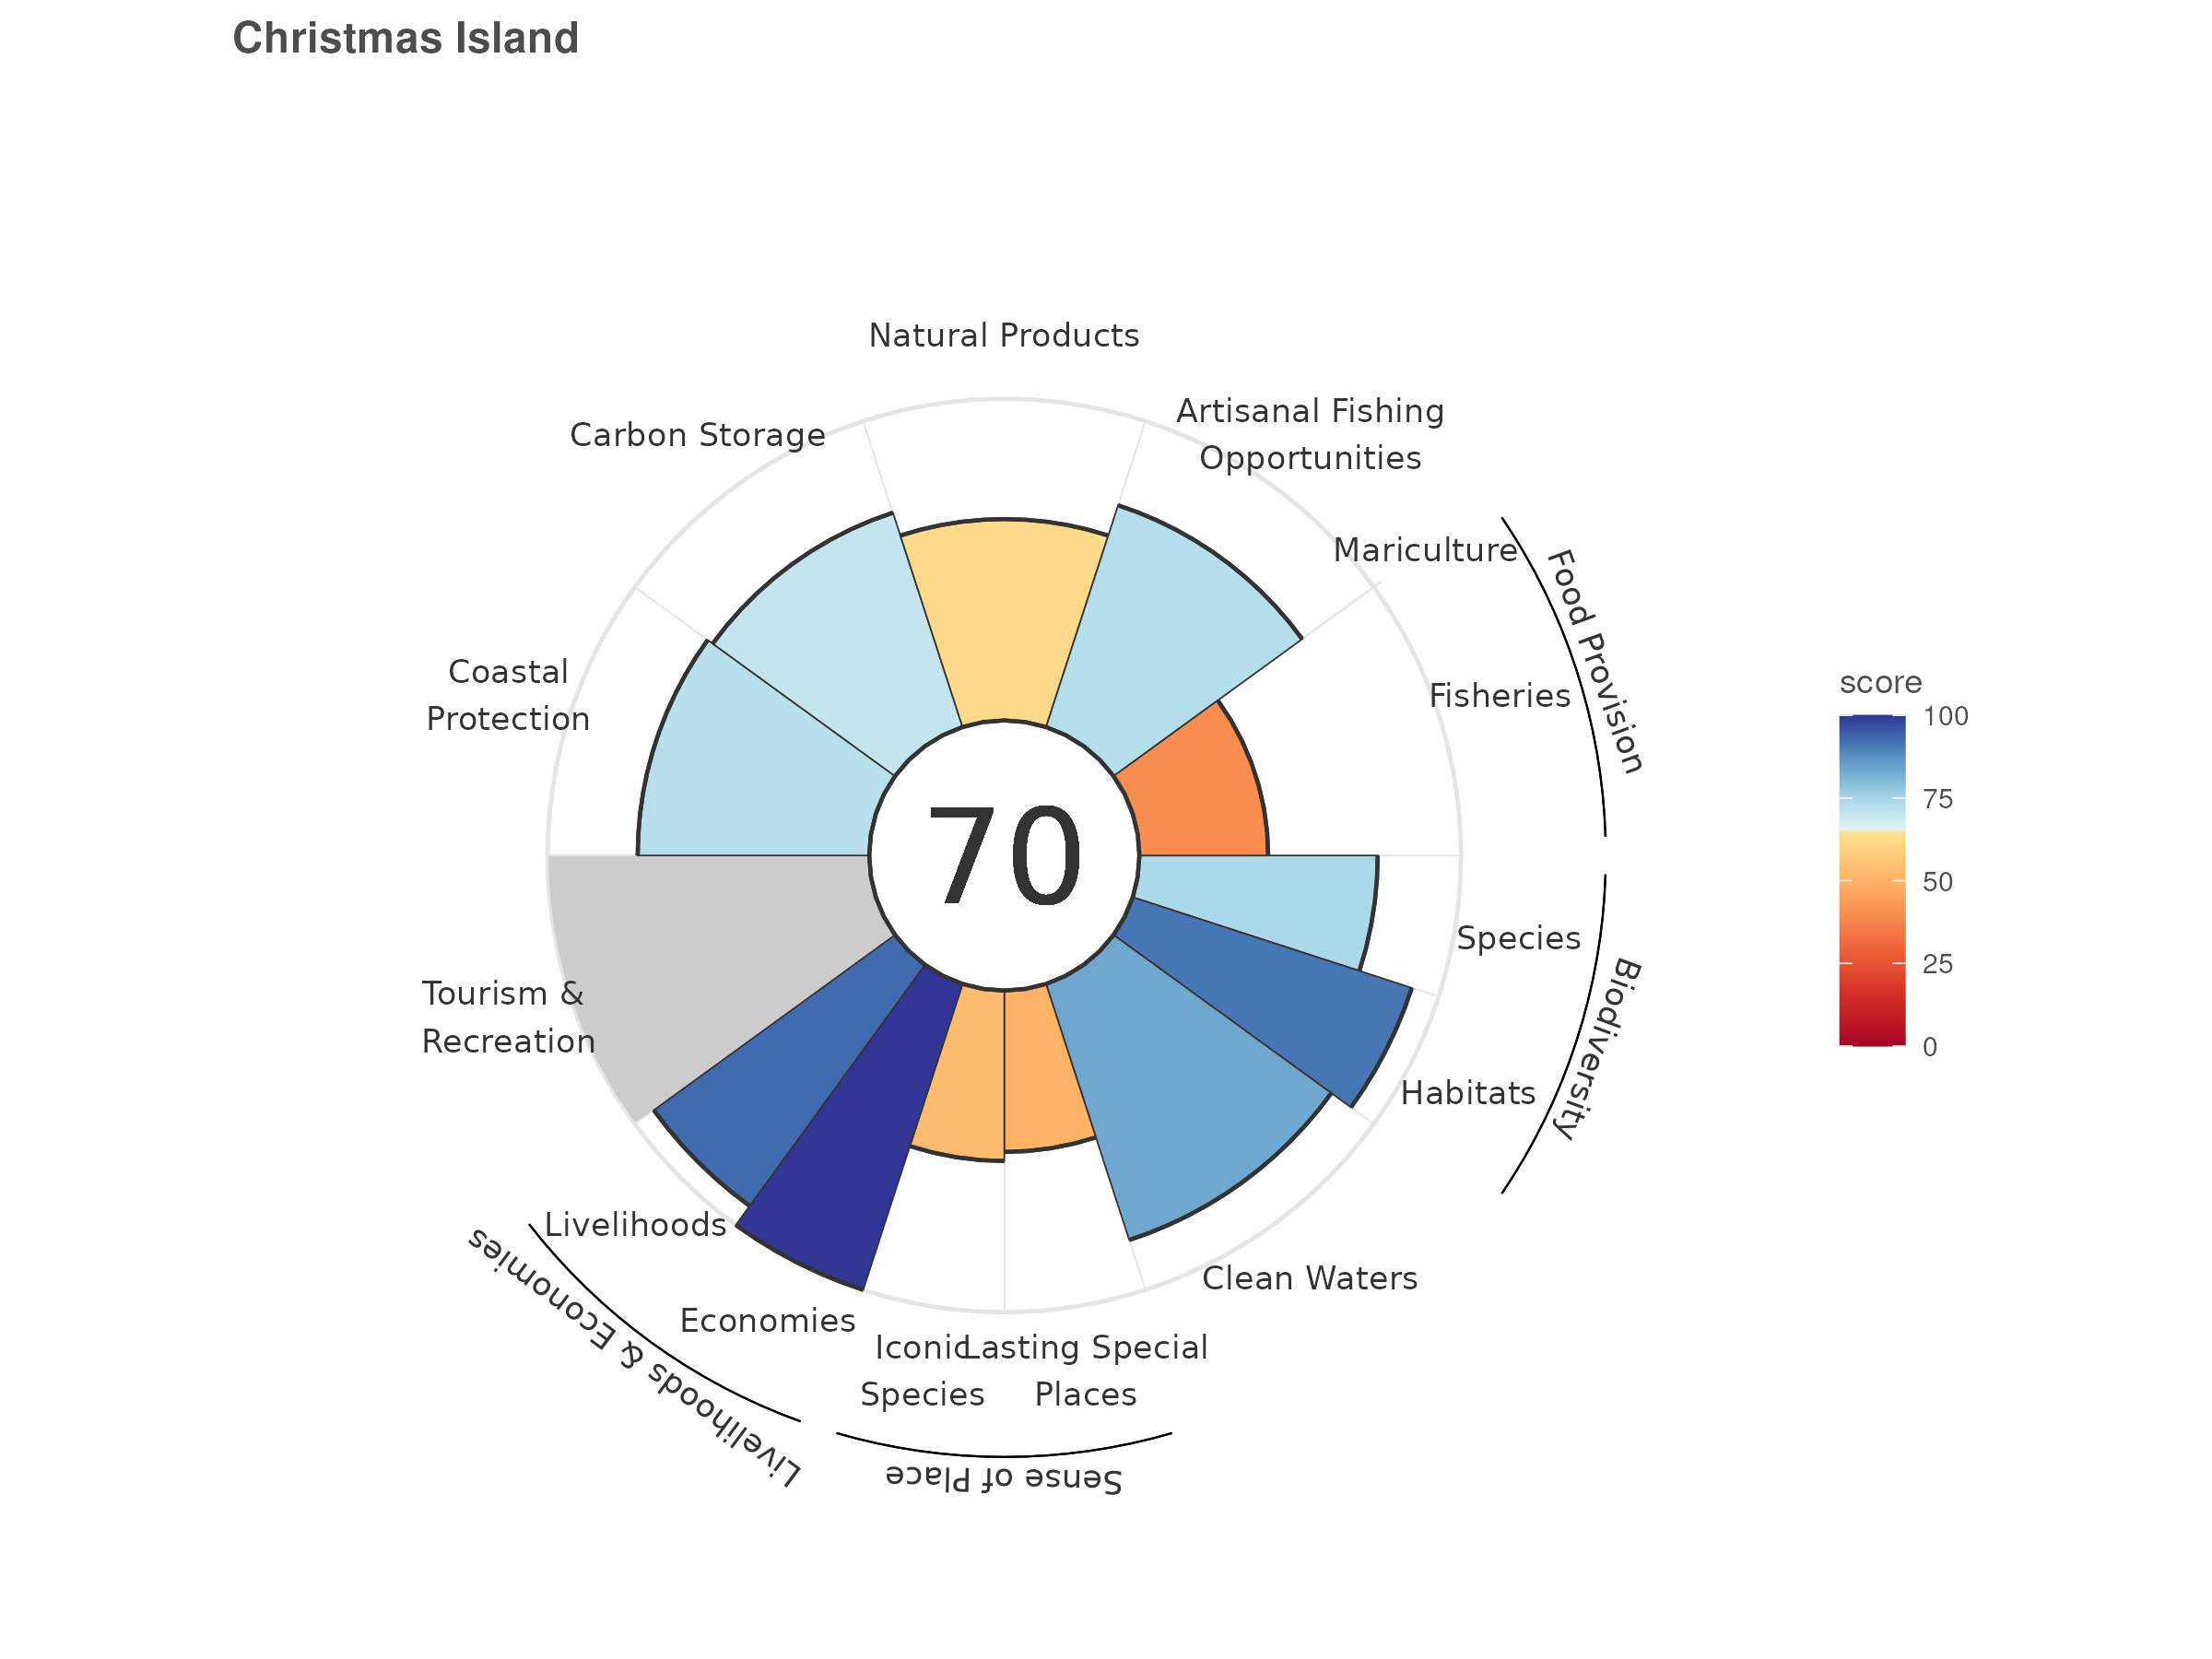 Christmas Island
Natural Products
Artisanal Fishing
Opportunities
Carbon Storage
Mariculture
Food Provision
Fisheries
Coastal
Protection
score
100
75
50
25
0
70
Species
Biodiversity
Tourism &
Recreation
Habitats
Livelihoods
Clean Waters
Livelihoods & Economies
Economies
Iconic
Species
Lasting Special
Places
Sense of Place